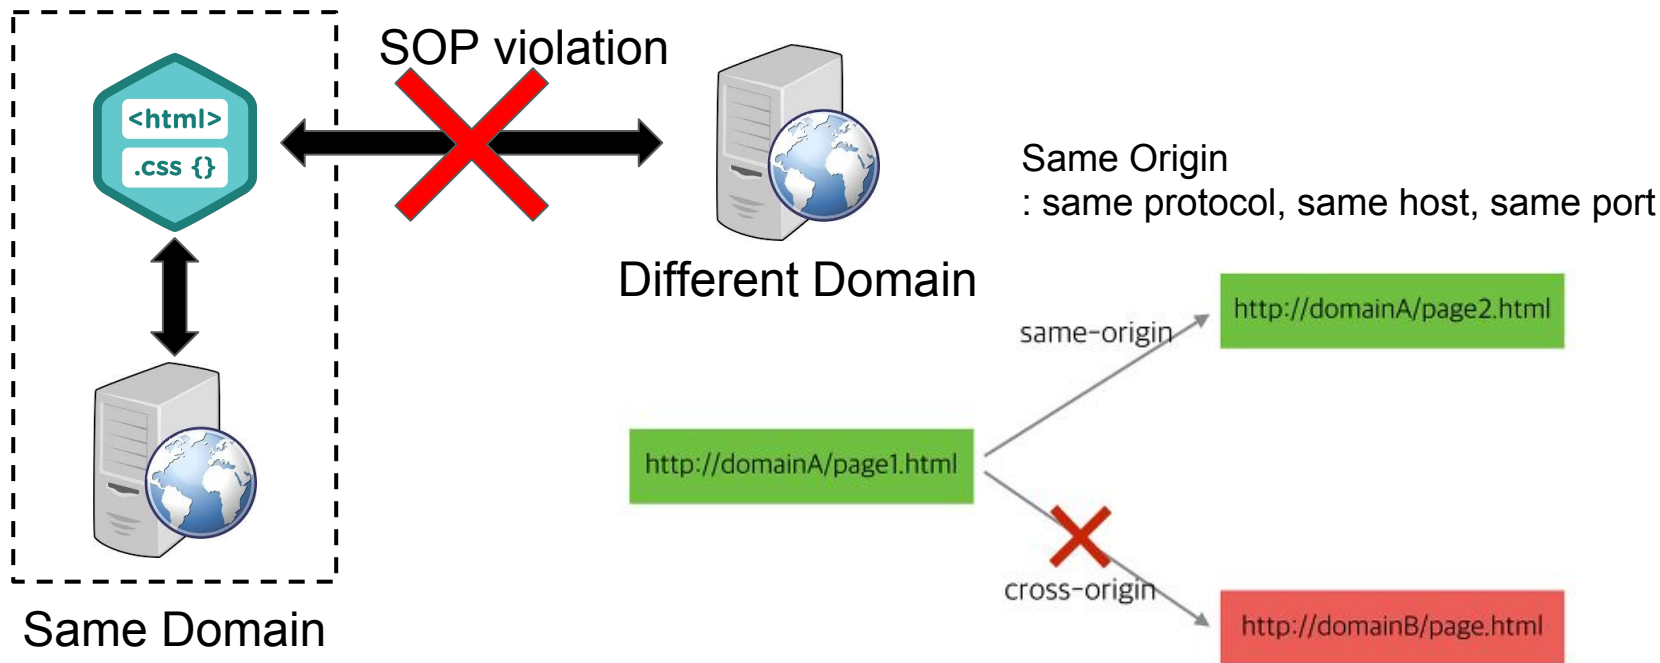 SOP violation
<html>
.css {}
Different Domain
Same Domain
Same Origin
: same protocol, same host, same port
same-origin
http://domainA/page2.html
http://domainA/page1.html
cross-origin
http://domainB/page.html